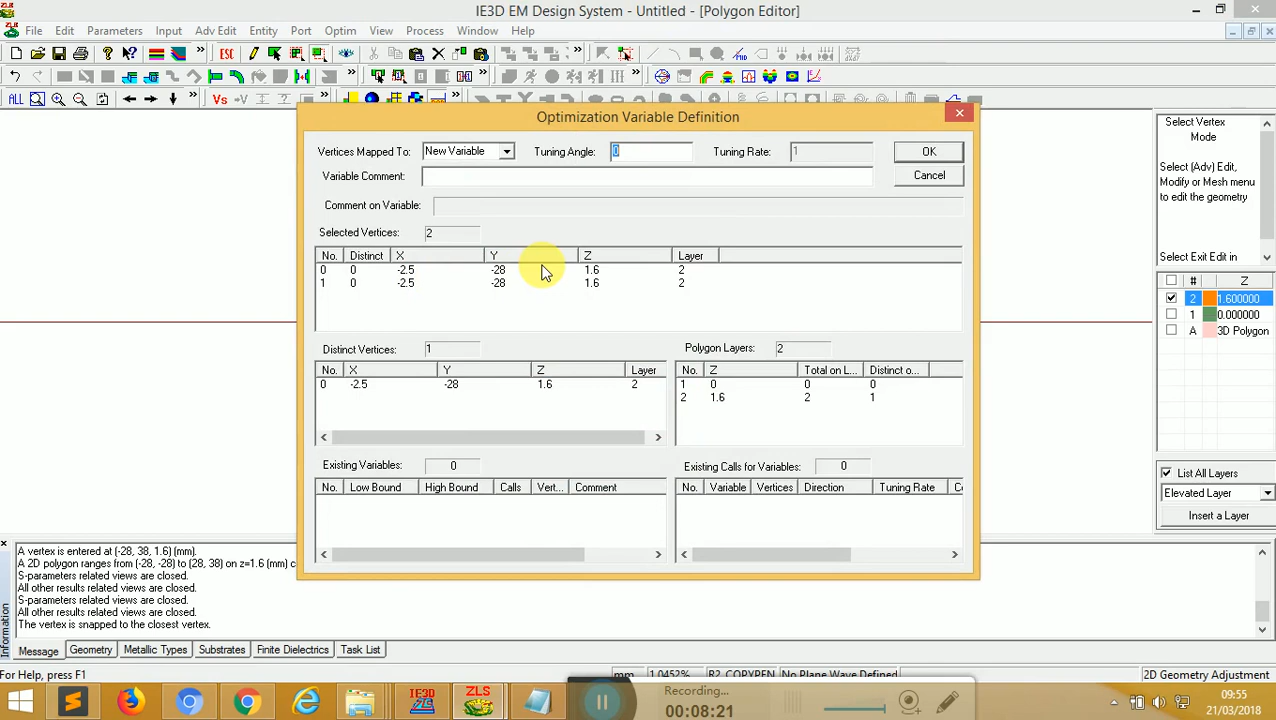 IE3D EM Design System - Untitled - [Polygon Editor]
File Edit Parameters Input Adv Edit Entity Port Optim View Process Window Help
ESC
ALL Vs =V
Optimization Variable Definition
Vertices Mapped To: New Variable Tuning Angle: 0 Tuning Rate: 1 OK
Variable Comment: Cancel
Comment on Variable:
Selected Vertices: 2
No. Distinct X Y Z Layer
0 0 -2.5 -28 1.6 2
1 0 -2.5 -28 1.6 2
Distinct Vertices: 1
No. X Y Z Layer
0 -2.5 -28 1.6 2
Polygon Layers: 2
No. Z Total on L... Distinct o...
1 0 0 0
2 1.6 2 1
Existing Variables: 0
No. Low Bound High Bound Calls Vert... Comment
Existing Calls for Variables: 0
No. Variable Vertices Direction Tuning Rate
Select Vertex
Mode
Select (Adv) Edit,
Modify or Mesh menu
to edit the geometry
Select Exit Edit in
# Z
2 1.600000
1 0.000000
A 3D Polygon
List All Layers
Elevated Layer
Insert a Layer
Information
A vertex is entered at (-28, 38, 1.6) (mm).
A 2D polygon ranges from (-28, -28) to (28, 38) on z=1.6 (mm) c
S-parameters related views are closed.
All other results related views are closed.
S-parameters related views are closed.
All other results related views are closed.
The vertex is snapped to the closest vertex.
Message Geometry Metallic Types Substrates Finite Dielectrics Task List
For Help, press F1 mm 1.0452% R2 COPYPEN No Plane Wave Defined 2D Geometry Adjustment
IE3D ZLS
Recording...
00:08:21
09:55
21/03/2018